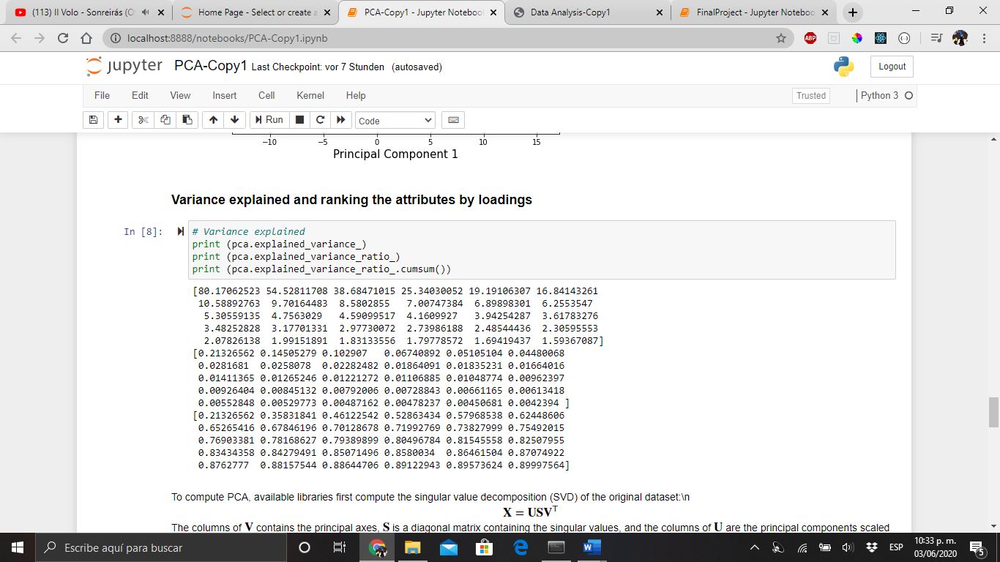 (113) Il Volo - Sonreirás (O
Home Page - Select or create a
PCA-Copy1 - Jupyter Notebook
Data Analysis-Copy1
FinalProject - Jupyter Noteboo
localhost:8888/notebooks/PCA-Copy1.ipynb
ABP
jupyter PCA-Copy1 Last Checkpoint: vor 7 Stunden (autosaved)
Logout
File Edit View Insert Cell Kernel Help
Trusted
Python 3
Run
Code
−10 −5 0 5 10 15
Principal Component 1
Variance explained and ranking the attributes by loadings
In [8]:
# Variance explained
print (pca.explained_variance_)
print (pca.explained_variance_ratio_)
print (pca.explained_variance_ratio_.cumsum())
[80.17062523 54.52811708 38.68471015 25.34030052 19.19106307 16.84143261
10.58892763 9.70164483 8.5802855 7.00747384 6.89898301 6.2553547
5.30559135 4.7563029 4.59099517 4.1609927 3.94254287 3.61783276
3.48252828 3.17701331 2.97730072 2.73986188 2.48544436 2.30595553
2.07826138 1.99151891 1.83133556 1.79778572 1.69419437 1.59367087]
[0.21326562 0.14505279 0.102907 0.06740892 0.05105104 0.04480068
0.0281681 0.0258078 0.02282482 0.01864091 0.01835231 0.01664016
0.01411365 0.01265246 0.01221272 0.01106885 0.01048774 0.00962397
0.00926404 0.00845132 0.00792006 0.00728843 0.00661165 0.00613418
0.00552848 0.00529773 0.00487162 0.00478237 0.00450681 0.0042394 ]
[0.21326562 0.35831841 0.46122542 0.52863434 0.57968538 0.62448606
0.65265416 0.67846196 0.70128678 0.71992769 0.73827999 0.75492015
0.76903381 0.78168627 0.79389899 0.80496784 0.81545558 0.82507955
0.83434358 0.84279491 0.85071496 0.8580034 0.86461504 0.87074922
0.8762777 0.88157544 0.88644706 0.89122943 0.89573624 0.89997564]
To compute PCA, available libraries first compute the singular value decomposition (SVD) of the original dataset:\n
X = USVᵀ
The columns of V contains the principal axes, S is a diagonal matrix containing the singular values, and the columns of U are the principal components scaled
Escribe aquí para buscar
ESP
10:33 p. m.
03/06/2020
5